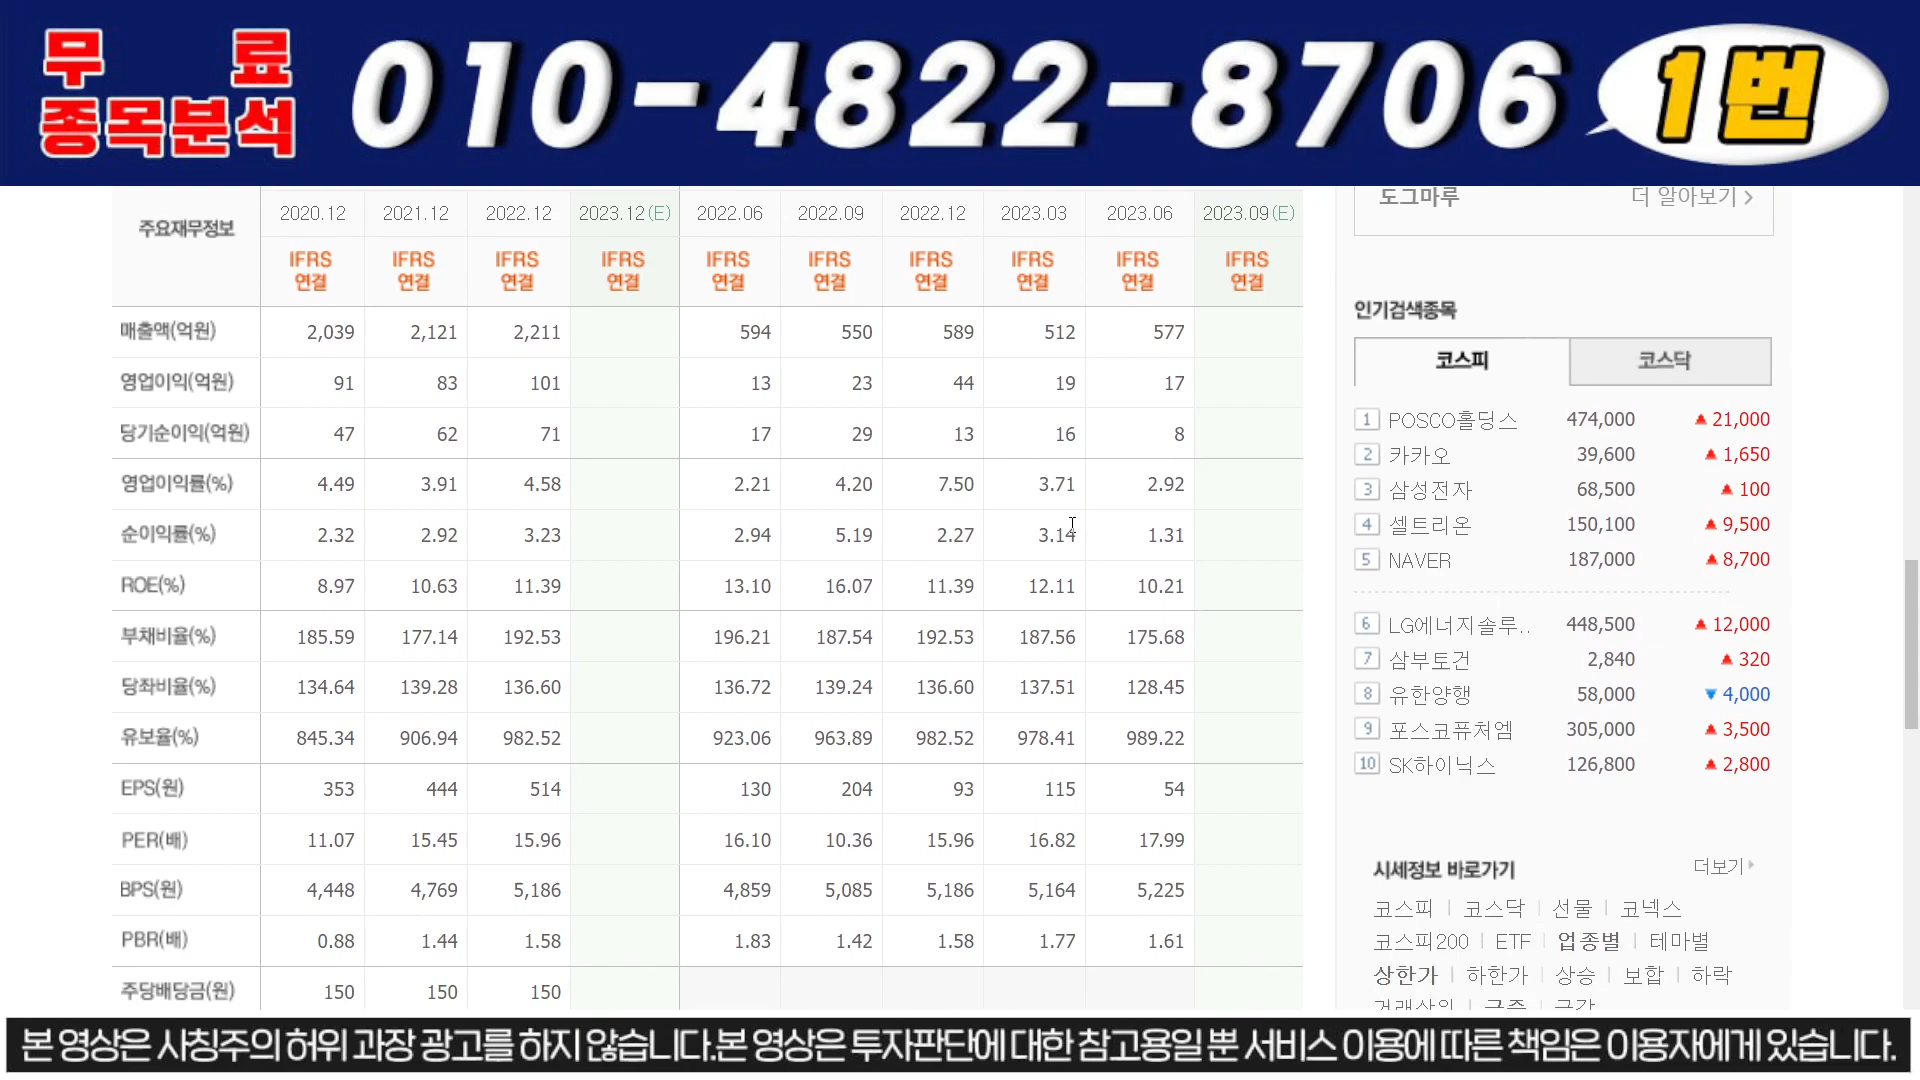 무료 종목분석
010-4822-8706
1번
주요재무정보 2020.12 2021.12 2022.12 2023.12(E) 2022.06 2022.09 2022.12 2023.03 2023.06 2023.09(E)
IFRS IFRS IFRS IFRS IFRS IFRS IFRS IFRS IFRS IFRS
연결 연결 연결 연결 연결 연결 연결 연결 연결 연결
매출액(억원) 2,039 2,121 2,211 594 550 589 512 577
영업이익(억원) 91 83 101 13 23 44 19 17
당기순이익(억원) 47 62 71 17 29 13 16 8
영업이익률(%) 4.49 3.91 4.58 2.21 4.20 7.50 3.71 2.92
순이익률(%) 2.32 2.92 3.23 2.94 5.19 2.27 3.14 1.31
ROE(%) 8.97 10.63 11.39 13.10 16.07 11.39 12.11 10.21
부채비율(%) 185.59 177.14 192.53 196.21 187.54 192.53 187.56 175.68
당좌비율(%) 134.64 139.28 136.60 136.72 139.24 136.60 137.51 128.45
유보율(%) 845.34 906.94 982.52 923.06 963.89 982.52 978.41 989.22
EPS(원) 353 444 514 130 204 93 115 54
PER(배) 11.07 15.45 15.96 16.10 10.36 15.96 16.82 17.99
BPS(원) 4,448 4,769 5,186 4,859 5,085 5,186 5,164 5,225
PBR(배) 0.88 1.44 1.58 1.83 1.42 1.58 1.77 1.61
주당배당금(원) 150 150 150
도그마루 더 알아보기
인기검색종목
코스피 코스닥
1 POSCO홀딩스 474,000 ▲ 21,000
2 카카오 39,600 ▲ 1,650
3 삼성전자 68,500 ▲ 100
4 셀트리온 150,100 ▲ 9,500
5 NAVER 187,000 ▲ 8,700
6 LG에너지솔루.. 448,500 ▲ 12,000
7 삼부토건 2,840 ▲ 320
8 유한양행 58,000 ▼ 4,000
9 포스코퓨처엠 305,000 ▲ 3,500
10 SK하이닉스 126,800 ▲ 2,800
시세정보 바로가기 더보기
코스피 | 코스닥 | 선물 | 코넥스
코스피200 | ETF | 업종별 | 테마별
상한가 | 하한가 | 상승 | 보합 | 하락
거래상위 | 급증 | 급감
본 영상은 사칭주의 허위 과장 광고를 하지 않습니다.본 영상은 투자판단에 대한 참고용일 뿐 서비스 이용에 따른 책임은 이용자에게 있습니다.